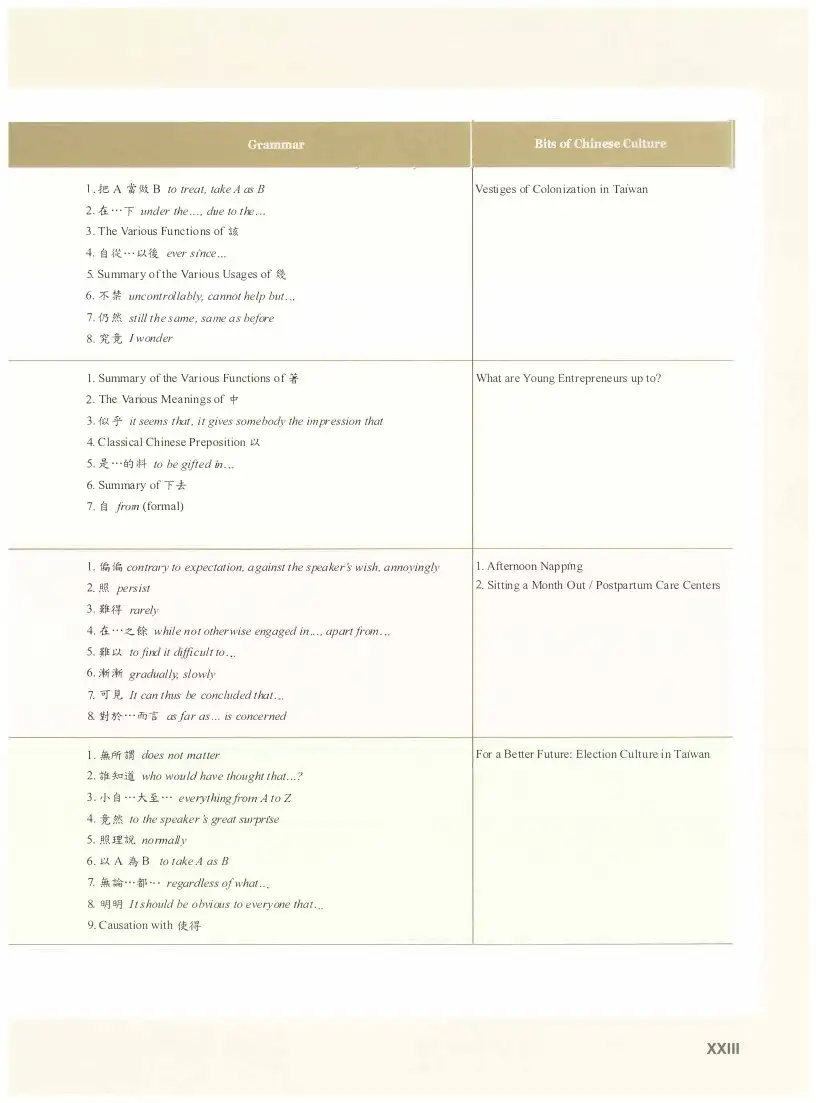 Grammar
Bits of Chinese Culture
1. 把 A 當做 B to treat, take A as B
2. 在…下 under the…, due to the…
3. The Various Functions of 該
4. 自從…以後 ever since…
5. Summary of the Various Usages of 幾
6. 不禁 uncontrollably, cannot help but…
7. 仍然 still the same, same as before
8. 究竟 I wonder
Vestiges of Colonization in Taiwan
1. Summary of the Various Functions of 著
2. The Various Meanings of 中
3. 似乎 it seems that, it gives somebody the impression that
4. Classical Chinese Preposition 以
5. 是…的料 to be gifted in…
6. Summary of 下去
7. 自 from (formal)
What are Young Entrepreneurs up to?
1. 偏偏 contrary to expectation, against the speaker's wish, annoyingly
2. 照 persist
3. 難得 rarely
4. 在…之餘 while not otherwise engaged in…, apart from…
5. 難以 to find it difficult to…
6. 漸漸 gradually, slowly
7. 可見 It can thus be concluded that…
8. 對於…而言 as far as… is concerned
1. Afternoon Napping
2. Sitting a Month Out / Postpartum Care Centers
1. 無所謂 does not matter
2. 誰知道 who would have thought that…?
3. 小自…大至… everything from A to Z
4. 竟然 to the speaker's great surprise
5. 照理說 normally
6. 以 A 為 B to take A as B
7. 無論…都… regardless of what…
8. 明明 It should be obvious to everyone that…
9. Causation with 使得
For a Better Future: Election Culture in Taiwan
XXIII